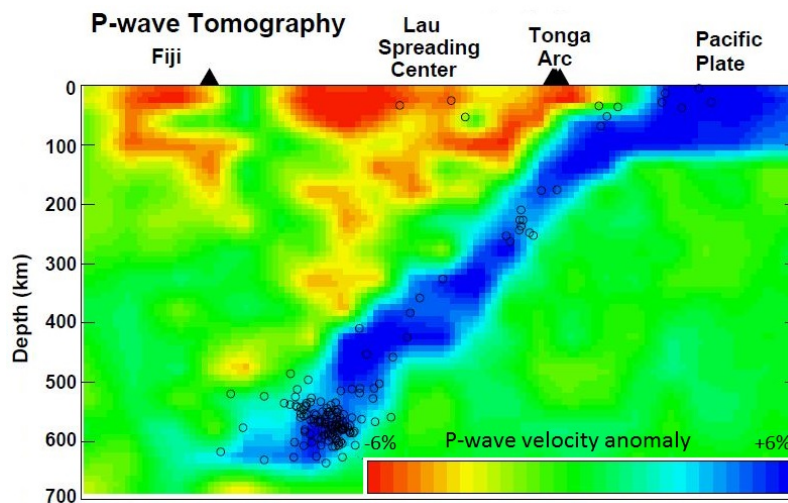 P-wave Tomography
Fiji
Lau
Spreading
Center
Tonga
Arc
Pacific
Plate
Depth (km)
0
100
200
300
400
500
600
700
P-wave velocity anomaly
-6%
+6%